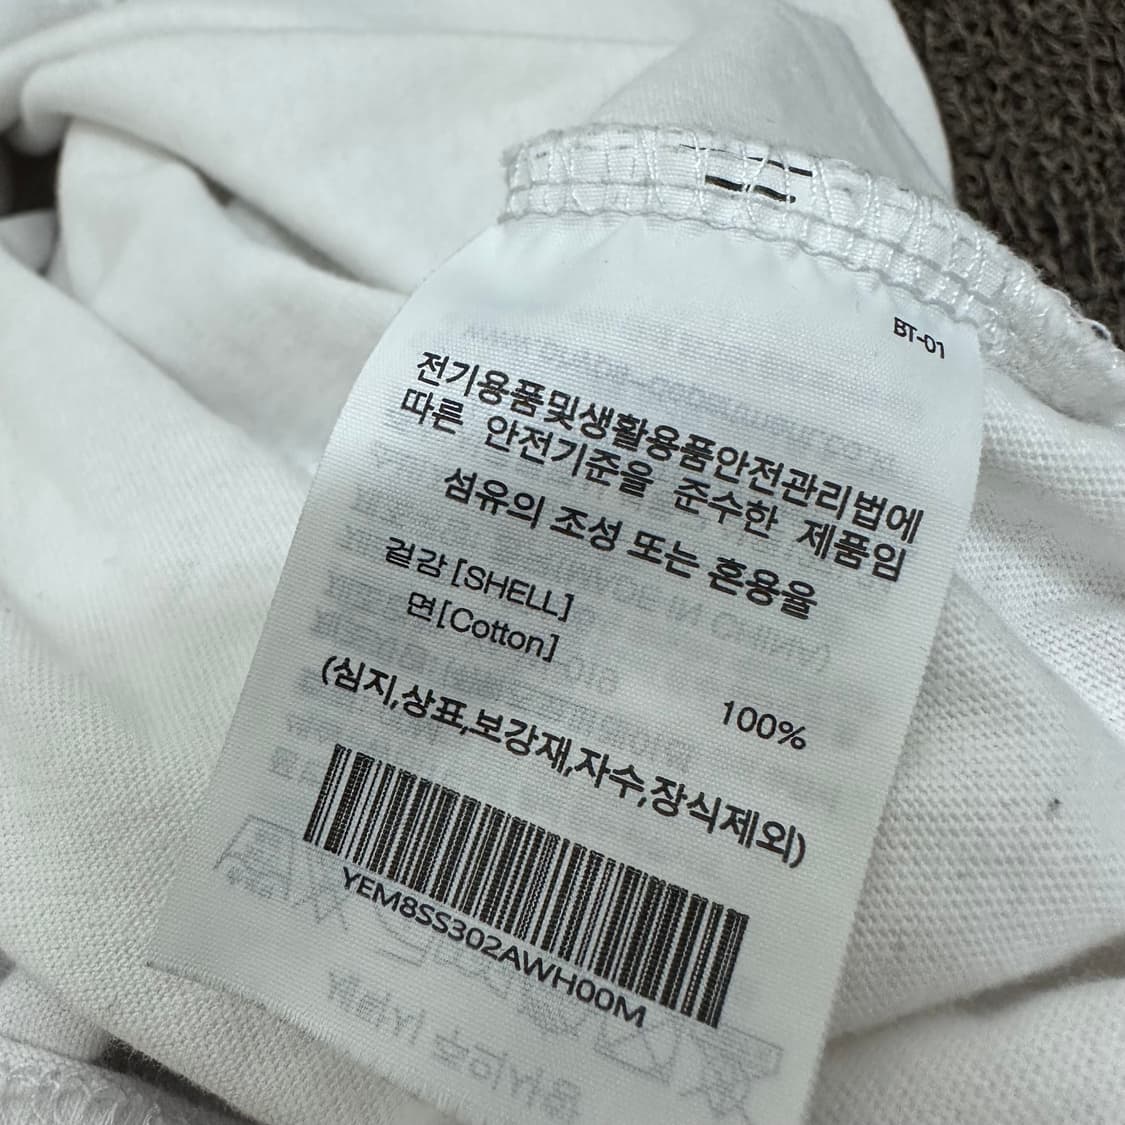 BT-01
전기용품및생활용품안전관리법에
따른 안전기준을 준수한 제품임
섬유의 조성 또는 혼용율
겉감 [SHELL]
면[Cotton]
100%
(심지,상표,보강재,자수,장식제외)
YEM8SS302AWH00M